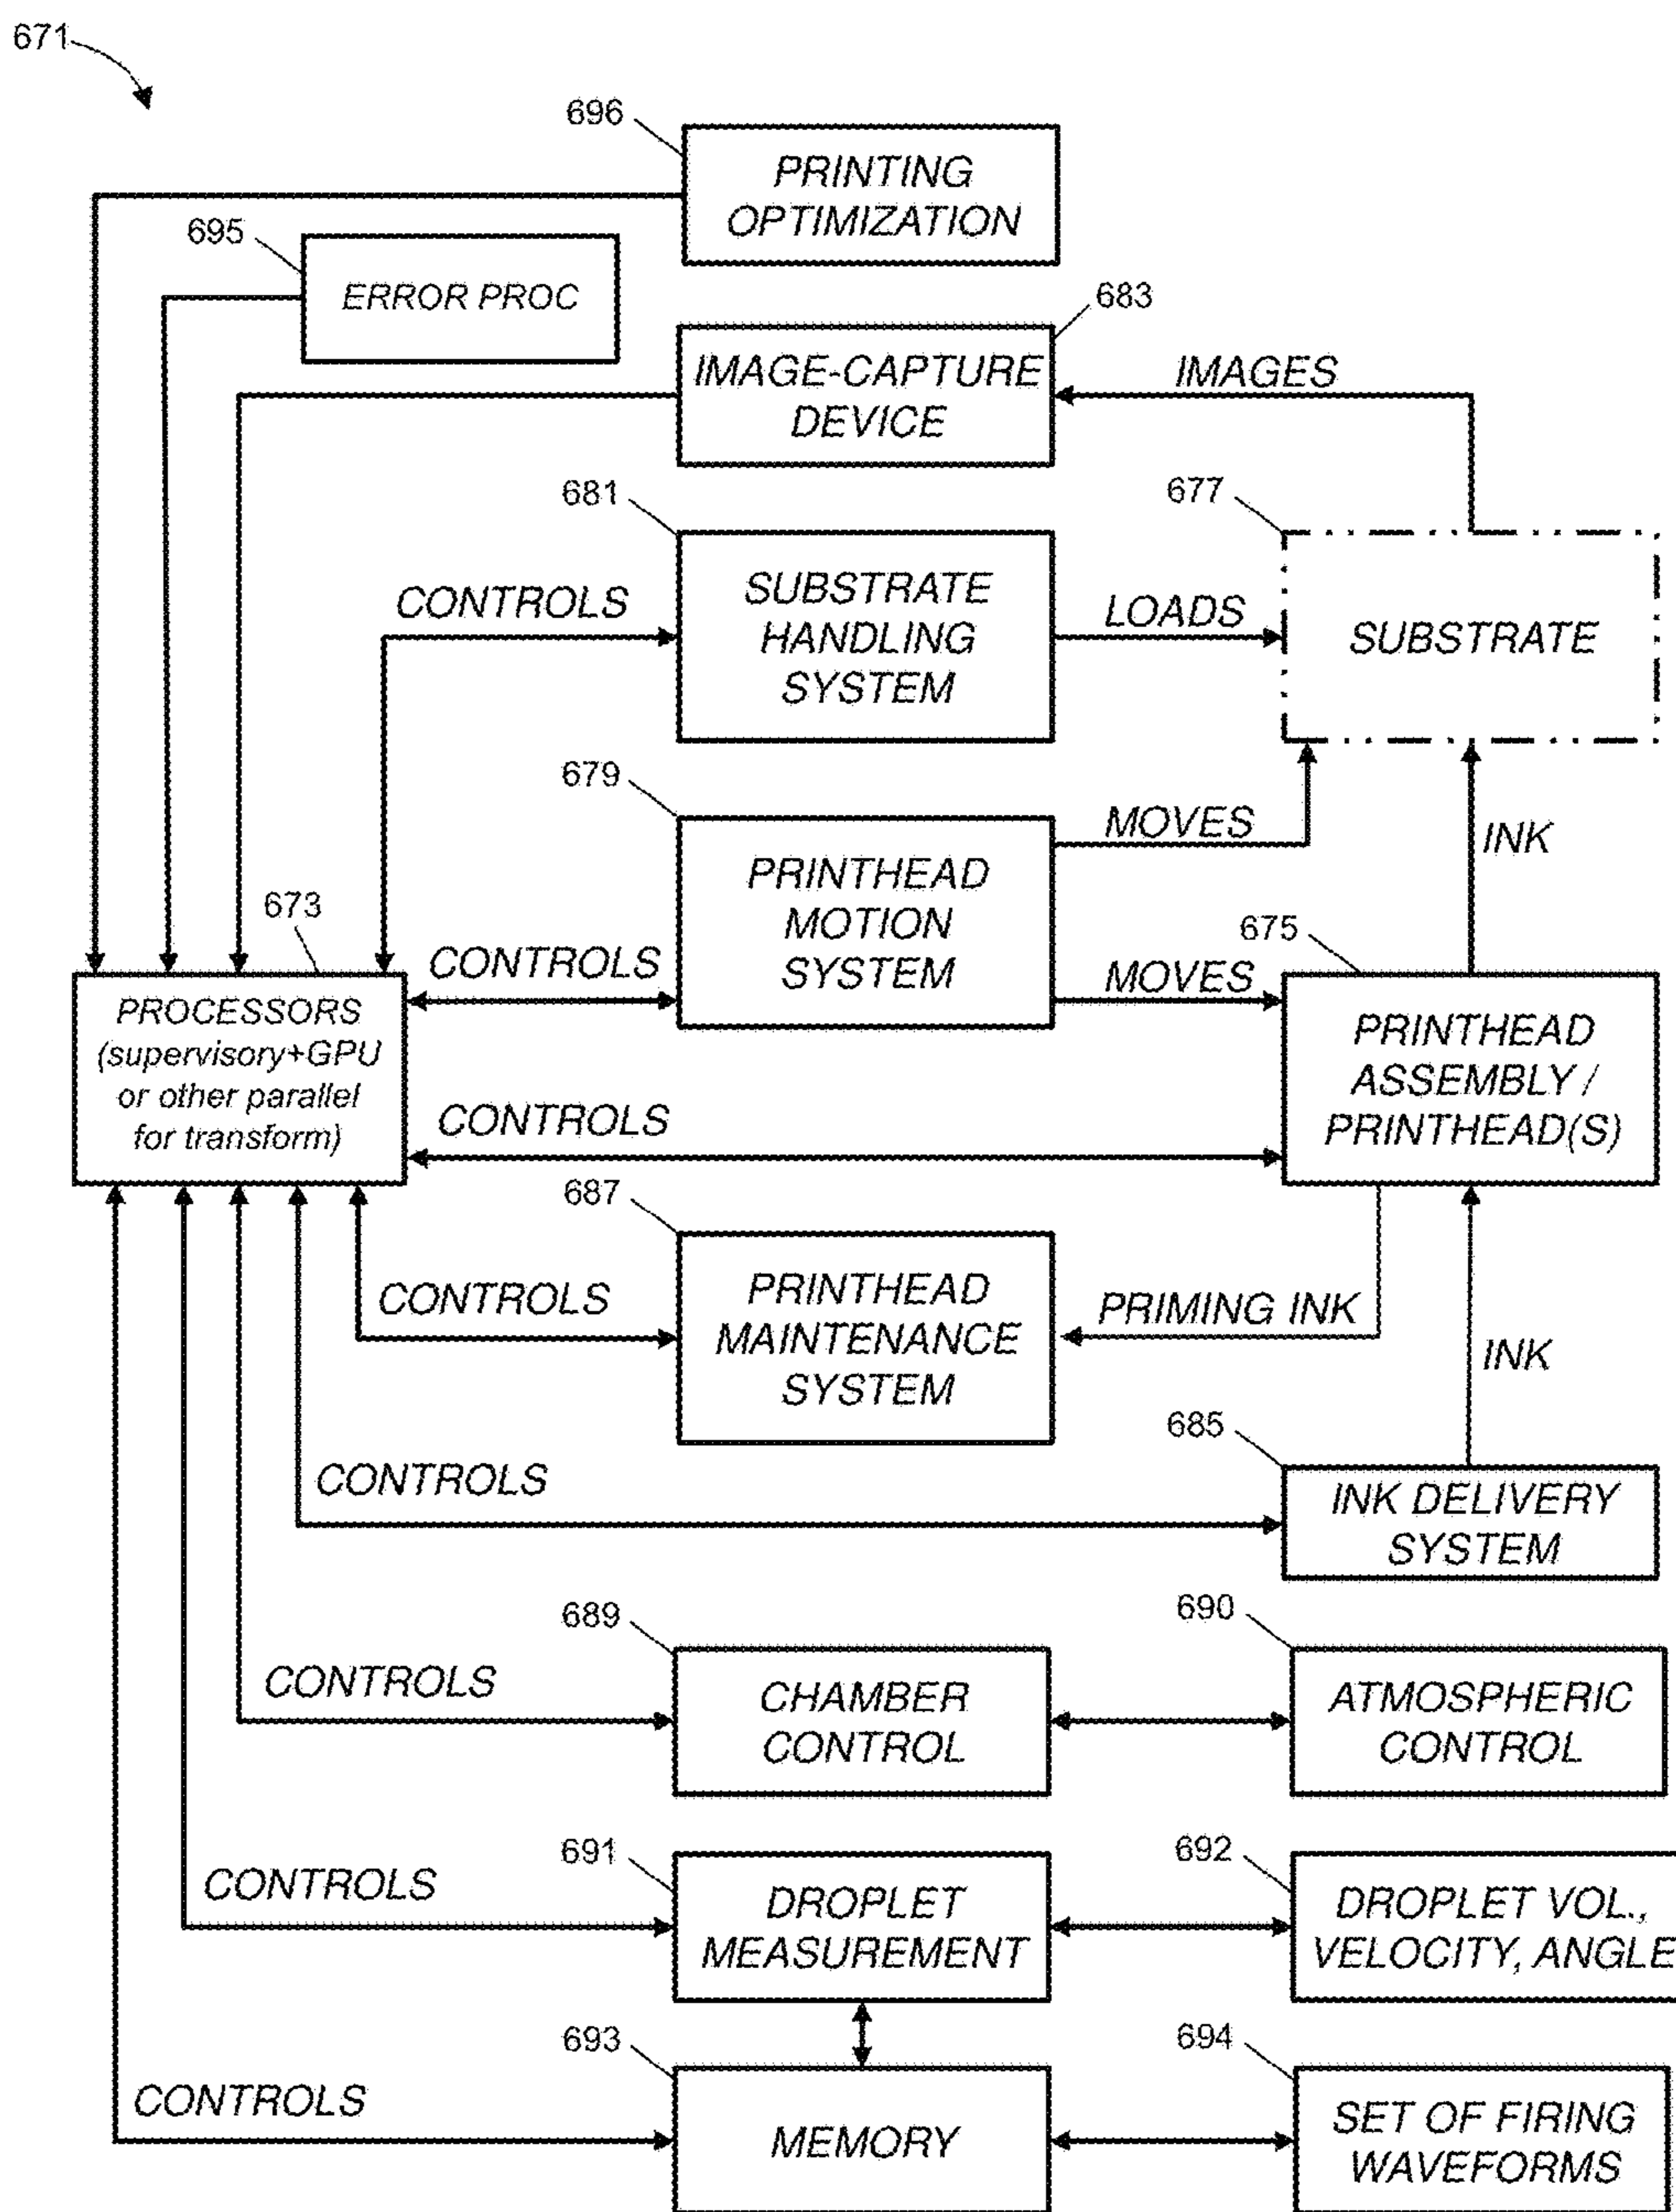 671
696
PRINTING
OPTIMIZATION
695
ERROR PROC
683
IMAGE-CAPTURE
DEVICE
IMAGES
681
677
CONTROLS
SUBSTRATE
HANDLING
SYSTEM
LOADS
SUBSTRATE
679
MOVES
INK
PRINTHEAD
MOTION
SYSTEM
673
675
CONTROLS
MOVES
PROCESSORS
(supervisory+GPU
or other parallel
for transform)
PRINTHEAD
ASSEMBLY /
PRINTHEAD(S)
CONTROLS
687
CONTROLS
PRINTHEAD
MAINTENANCE
SYSTEM
PRIMING INK
INK
685
CONTROLS
INK DELIVERY
SYSTEM
689
690
CONTROLS
CHAMBER
CONTROL
ATMOSPHERIC
CONTROL
691
692
CONTROLS
DROPLET
MEASUREMENT
DROPLET VOL.,
VELOCITY, ANGLE
693
694
CONTROLS
MEMORY
SET OF FIRING
WAVEFORMS